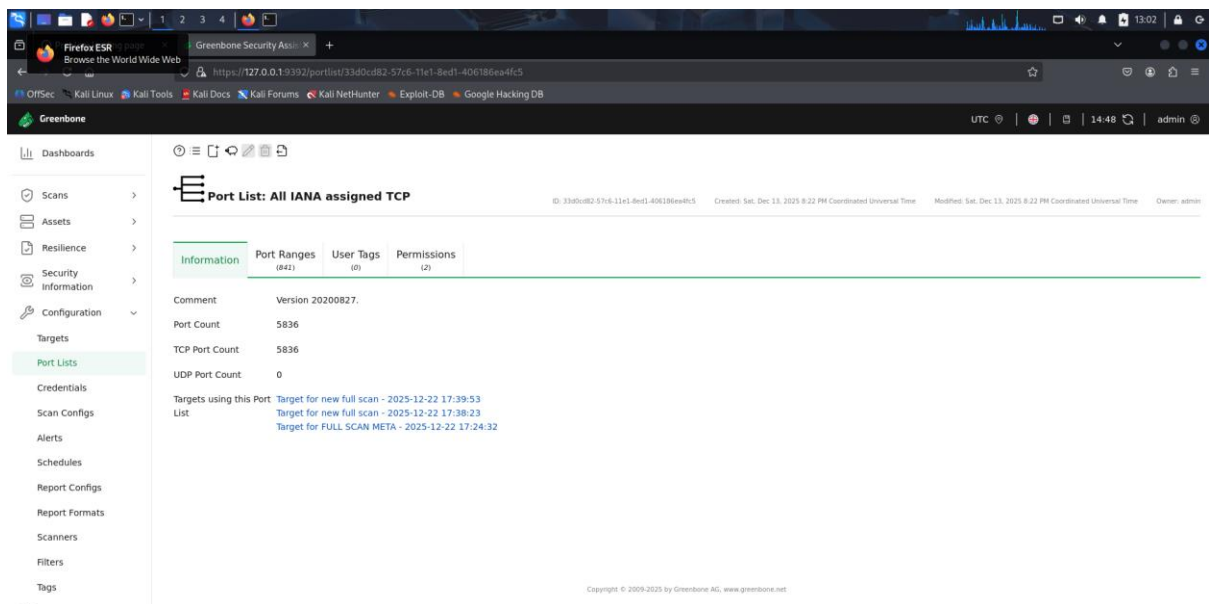 1 2 3 4 13:02
Firefox ESR
Browse the World Wide Web
Greenbone Security Assis
https://127.0.0.1:9392/portlist/33d0cd82-57c6-11e1-8ed1-406186ea4fc5
OffSec Kali Linux Kali Tools Kali Docs Kali Forums Kali NetHunter Exploit-DB Google Hacking DB
Greenbone UTC 14:48 admin
Dashboards
Scans
Assets
Resilience
Security
Information
Configuration
Targets
Port Lists
Credentials
Scan Configs
Alerts
Schedules
Report Configs
Report Formats
Scanners
Filters
Tags
Port List: All IANA assigned TCP
ID: 33d0cd82-57c6-11e1-8ed1-406186ea4fc5 Created: Sat, Dec 13, 2025 8:22 PM Coordinated Universal Time Modified: Sat, Dec 13, 2025 8:22 PM Coordinated Universal Time Owner: admin
Information Port Ranges User Tags Permissions
(841) (0) (2)
Comment Version 20200827.
Port Count 5836
TCP Port Count 5836
UDP Port Count 0
Targets using this Port Target for new full scan - 2025-12-22 17:39:53
List Target for new full scan - 2025-12-22 17:38:23
Target for FULL SCAN META - 2025-12-22 17:24:32
Copyright © 2009-2025 by Greenbone AG, www.greenbone.net